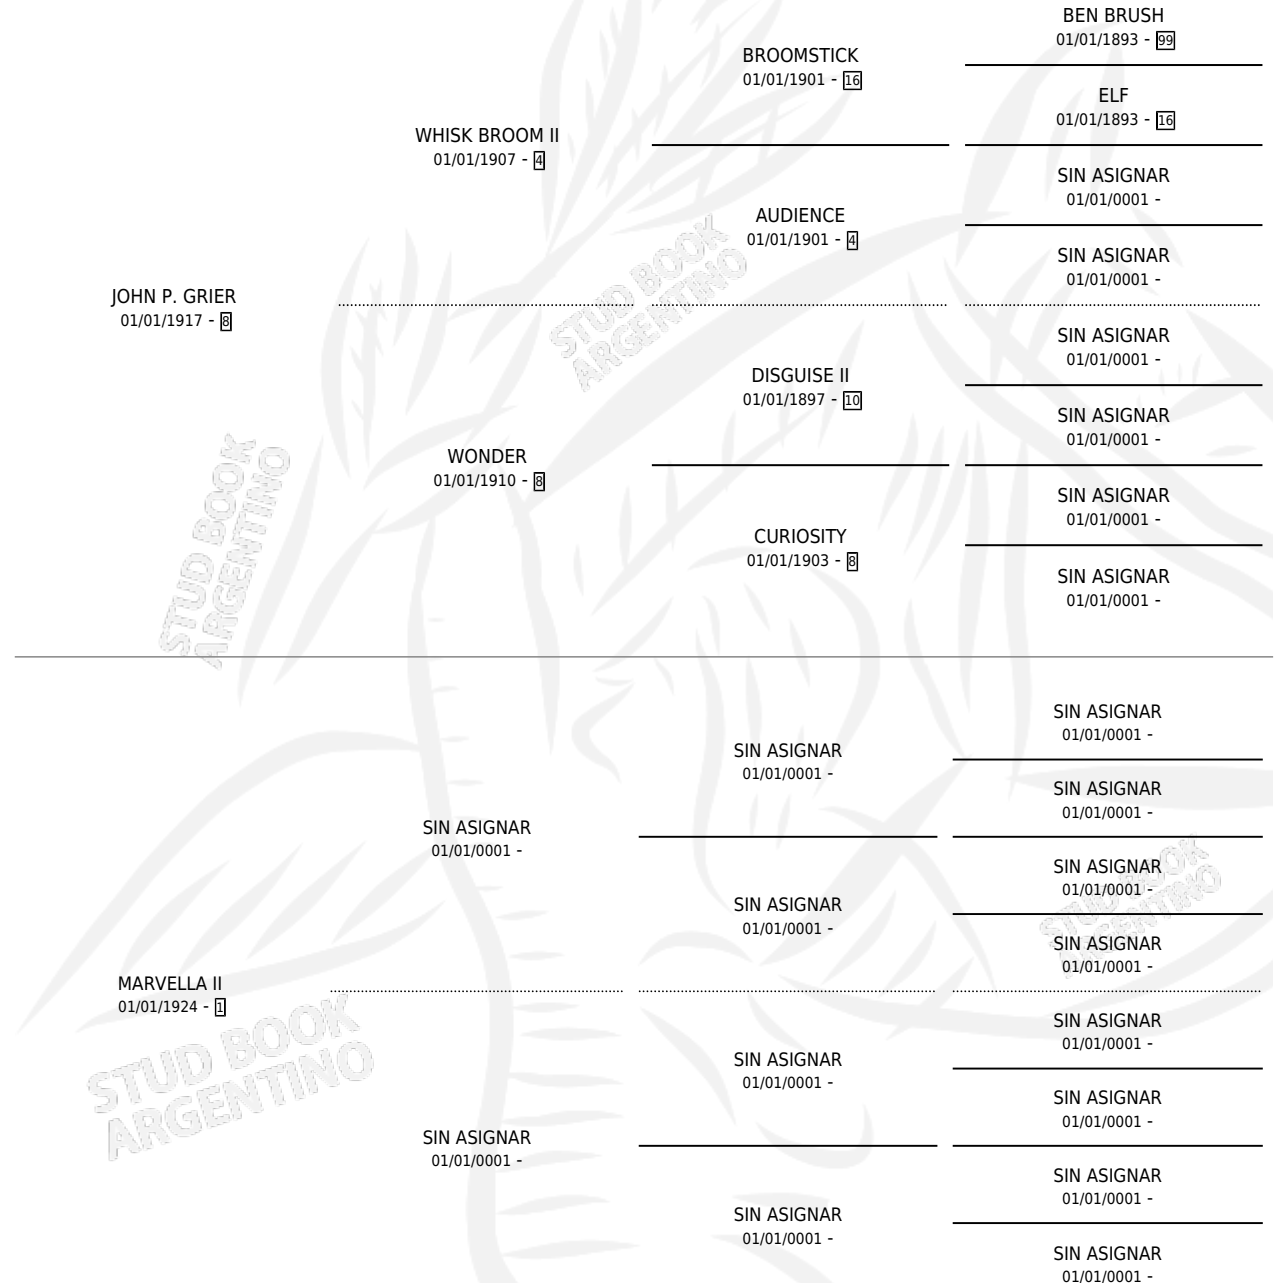 BEN BRUSH
01/01/1893 - 99
BROOMSTICK
01/01/1901 - 16
ELF
01/01/1893 - 16
WHISK BROOM II
01/01/1907 - 4
SIN ASIGNAR
01/01/0001 -
AUDIENCE
01/01/1901 - 4
SIN ASIGNAR
01/01/0001 -
JOHN P. GRIER
01/01/1917 - 8
STUD BOOK
ARGENTINO
SIN ASIGNAR
01/01/0001 -
DISGUISE II
01/01/1897 - 10
SIN ASIGNAR
01/01/0001 -
WONDER
01/01/1910 - 8
SIN ASIGNAR
01/01/0001 -
CURIOSITY
01/01/1903 - 8
SIN ASIGNAR
01/01/0001 -
STUD BOOK
ARGENTINO
SIN ASIGNAR
01/01/0001 -
SIN ASIGNAR
01/01/0001 -
SIN ASIGNAR
01/01/0001 -
SIN ASIGNAR
01/01/0001 -
SIN ASIGNAR
01/01/0001 -
SIN ASIGNAR
01/01/0001 -
SIN ASIGNAR
01/01/0001 -
STUD BOOK
ARGENTINO
MARVELLA II
01/01/1924 - 1
SIN ASIGNAR
01/01/0001 -
SIN ASIGNAR
01/01/0001 -
SIN ASIGNAR
01/01/0001 -
SIN ASIGNAR
01/01/0001 -
SIN ASIGNAR
01/01/0001 -
SIN ASIGNAR
01/01/0001 -
SIN ASIGNAR
01/01/0001 -
STUD BOOK
ARGENTINO